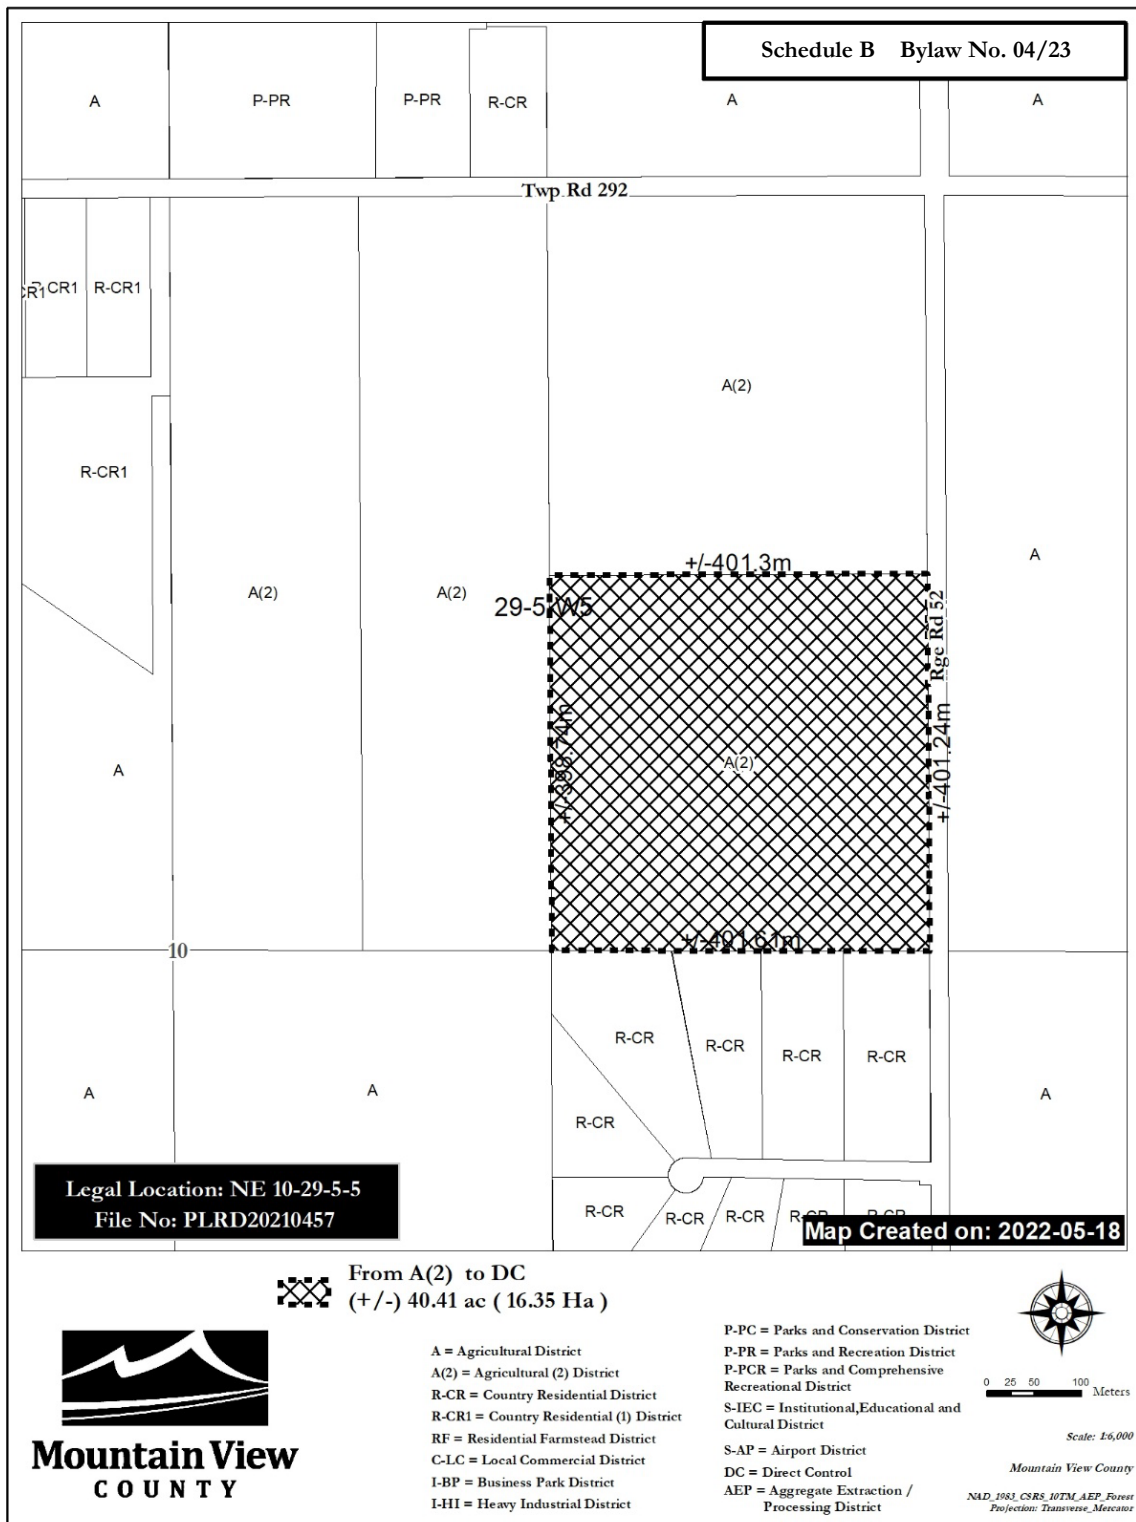 Schedule B Bylaw No. 04/23
A
P-PR
P-PR
R-CR
A
A
Twp Rd 292
CR1
R-CR1
A(2)
R-CR1
A
A(2)
A(2)
+/-401.3m
29-5 W5
Rge Rd 52
+/-398.74m
A(2)
+/-401.24m
A
+/-401.61m
10
R-CR
R-CR
R-CR
R-CR
A
A
A
R-CR
Legal Location: NE 10-29-5-5
File No: PLRD20210457
R-CR
R-CR
R-CR
Map Created on: 2022-05-18
From A(2) to DC
(+/-) 40.41 ac ( 16.35 Ha )
Mountain View
COUNTY
A = Agricultural District
A(2) = Agricultural (2) District
R-CR = Country Residential District
R-CR1 = Country Residential (1) District
RF = Residential Farmstead District
C-LC = Local Commercial District
I-BP = Business Park District
I-HI = Heavy Industrial District
P-PC = Parks and Conservation District
P-PR = Parks and Recreation District
P-PCR = Parks and Comprehensive
Recreational District
S-IEC = Institutional,Educational and
Cultural District
S-AP = Airport District
DC = Direct Control
AEP = Aggregate Extraction /
Processing District
0 25 50 100 Meters
Scale: 1:6,000
Mountain View County
NAD_1983_CSRS_10TM_AEP_Forest
Projection: Transverse_Mercator